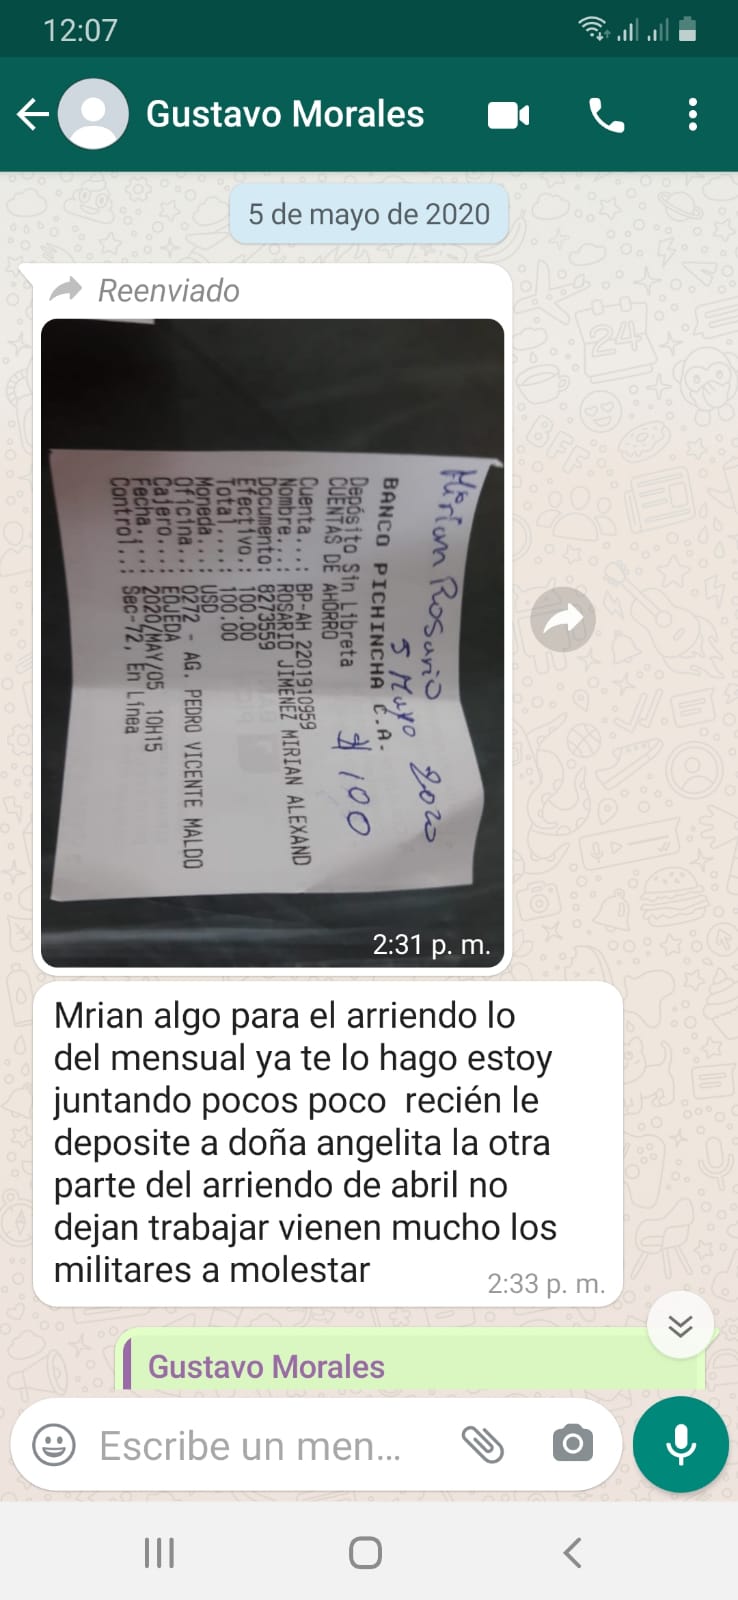 12:07
Gustavo Morales
5 de mayo de 2020
Reenviado
Mirian Rosario
5 Mayo 2020
BANCO PICHINCHA C.A.
$ 100
Depósito Sin Libreta
CUENTAS DE AHORRO
Cuenta...: BP-AH 2201910959
Nombre...: ROSARIO JIMENEZ MIRIAN ALEXAND
Documento: 8273559
Efectivo.: 100.00
Total....: 100.00
Moneda...: USD
Oficina..: 0272 - AG. PEDRO VICENTE MALDO
Cajero...: EOJEDA
Fecha....: 2020/MAY/05 10H15
Control..: Sec-72, En Línea
2:31 p. m.
Mrian algo para el arriendo lo
del mensual ya te lo hago estoy
juntando pocos poco recién le
deposite a doña angelita la otra
parte del arriendo de abril no
dejan trabajar vienen mucho los
militares a molestar
2:33 p. m.
Gustavo Morales
Escribe un men...